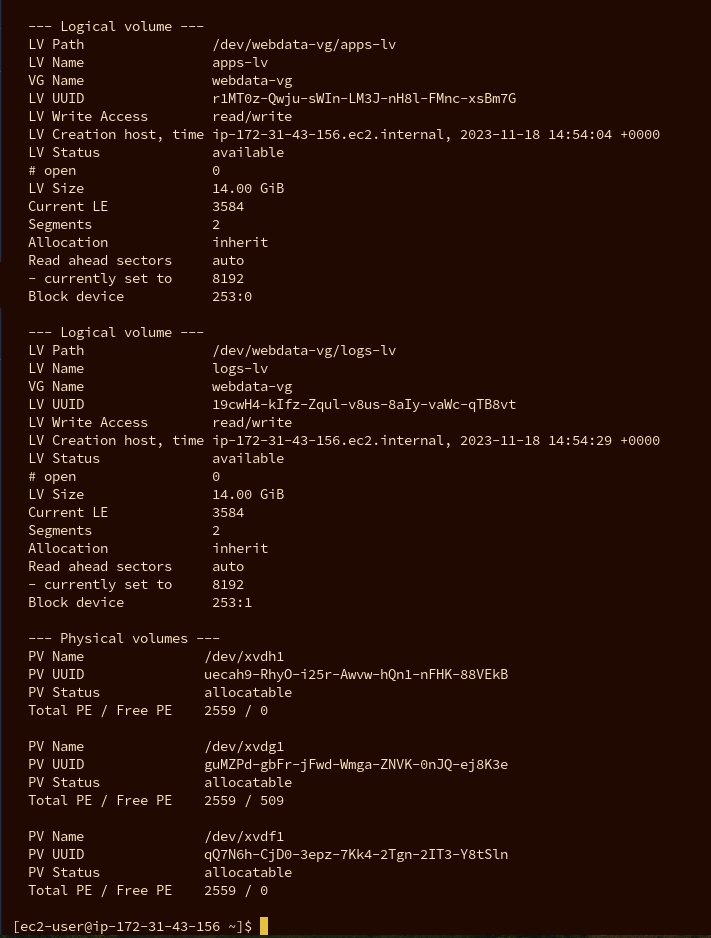 --- Logical volume ---
LV Path                /dev/webdata-vg/apps-lv
LV Name                apps-lv
VG Name                webdata-vg
LV UUID                r1MT0z-Qwju-sWIn-LM3J-nH8l-FMnc-xsBm7G
LV Write Access        read/write
LV Creation host, time ip-172-31-43-156.ec2.internal, 2023-11-18 14:54:04 +0000
LV Status              available
# open                 0
LV Size                14.00 GiB
Current LE             3584
Segments               2
Allocation             inherit
Read ahead sectors     auto
- currently set to     8192
Block device           253:0
--- Logical volume ---
LV Path                /dev/webdata-vg/logs-lv
LV Name                logs-lv
VG Name                webdata-vg
LV UUID                19cwH4-kIfz-Zqul-v8us-8aIy-vaWc-qTB8vt
LV Write Access        read/write
LV Creation host, time ip-172-31-43-156.ec2.internal, 2023-11-18 14:54:29 +0000
LV Status              available
# open                 0
LV Size                14.00 GiB
Current LE             3584
Segments               2
Allocation             inherit
Read ahead sectors     auto
- currently set to     8192
Block device           253:1
--- Physical volumes ---
PV Name               /dev/xvdh1
PV UUID               uecah9-RhyO-i25r-Awvw-hQn1-nFHK-88VEkB
PV Status             allocatable
Total PE / Free PE    2559 / 0
PV Name               /dev/xvdg1
PV UUID               guMZPd-gbFr-jFwd-Wmga-ZNVK-0nJQ-ej8K3e
PV Status             allocatable
Total PE / Free PE    2559 / 509
PV Name               /dev/xvdf1
PV UUID               qQ7N6h-CjD0-3epz-7Kk4-2Tgn-2IT3-Y8tSln
PV Status             allocatable
Total PE / Free PE    2559 / 0
[ec2-user@ip-172-31-43-156 ~]$